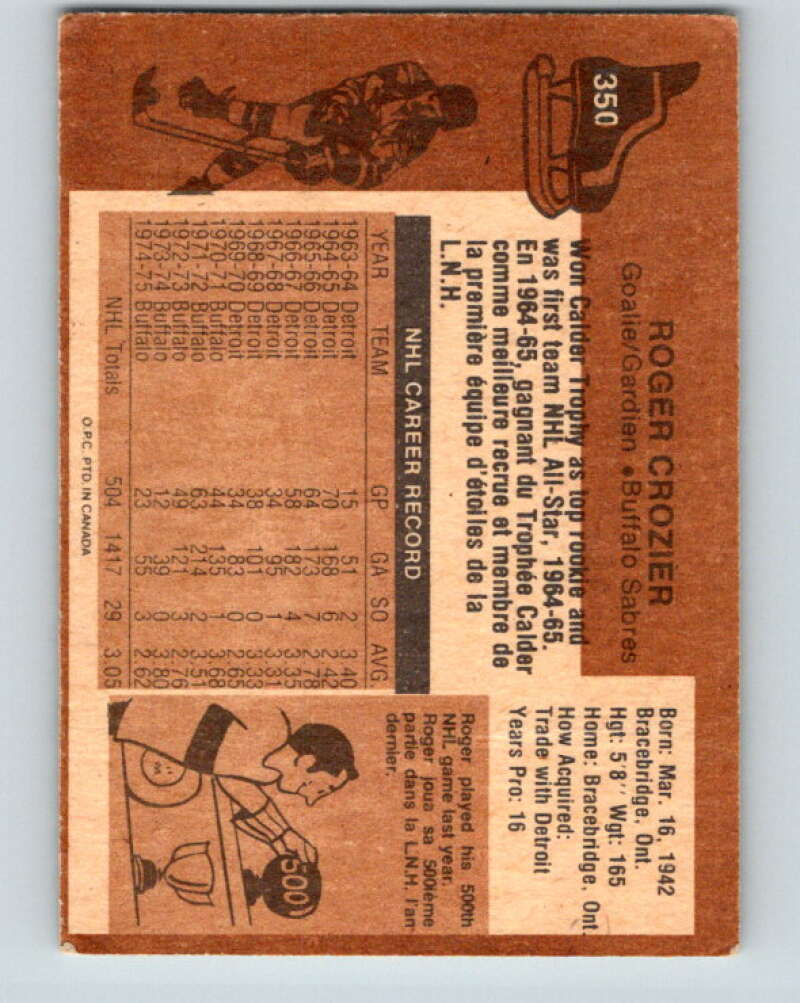 350
ROGER CROZIER
Goalie/Gardien • Buffalo Sabres
Born: Mar. 16, 1942
Bracebridge, Ont.
Hgt: 5'8" Wgt: 165
Home: Bracebridge, Ont.
How Acquired:
Trade with Detroit
Years Pro: 16
Won Calder Trophy as top rookie and
was first team NHL All-Star, 1964-65.
En 1964-65, gagnant du Trophée Calder
comme meilleure recrue et membre de
la première équipe d'étoiles de la
L.N.H.
NHL CAREER RECORD
YEAR TEAM GP GA SO AVG.
1963-64 Detroit 15 51 2 3.40
1964-65 Detroit 70 168 6 2.42
1965-66 Detroit 64 173 7 2.78
1966-67 Detroit 58 182 4 3.35
1967-68 Detroit 34 95 1 3.31
1968-69 Detroit 38 101 0 3.33
1969-70 Detroit 34 83 0 2.65
1970-71 Buffalo 44 135 1 3.68
1971-72 Buffalo 63 214 2 3.51
1972-73 Buffalo 49 121 3 2.76
1973-74 Buffalo 12 39 0 3.80
1974-75 Buffalo 23 55 3 2.62
NHL Totals 504 1417 29 3.05
O.P.C. PTD. IN CANADA
Roger played his 500th
NHL game last year.
Roger joua sa 500ième
partie dans la L.N.H. l'an
dernier.
500